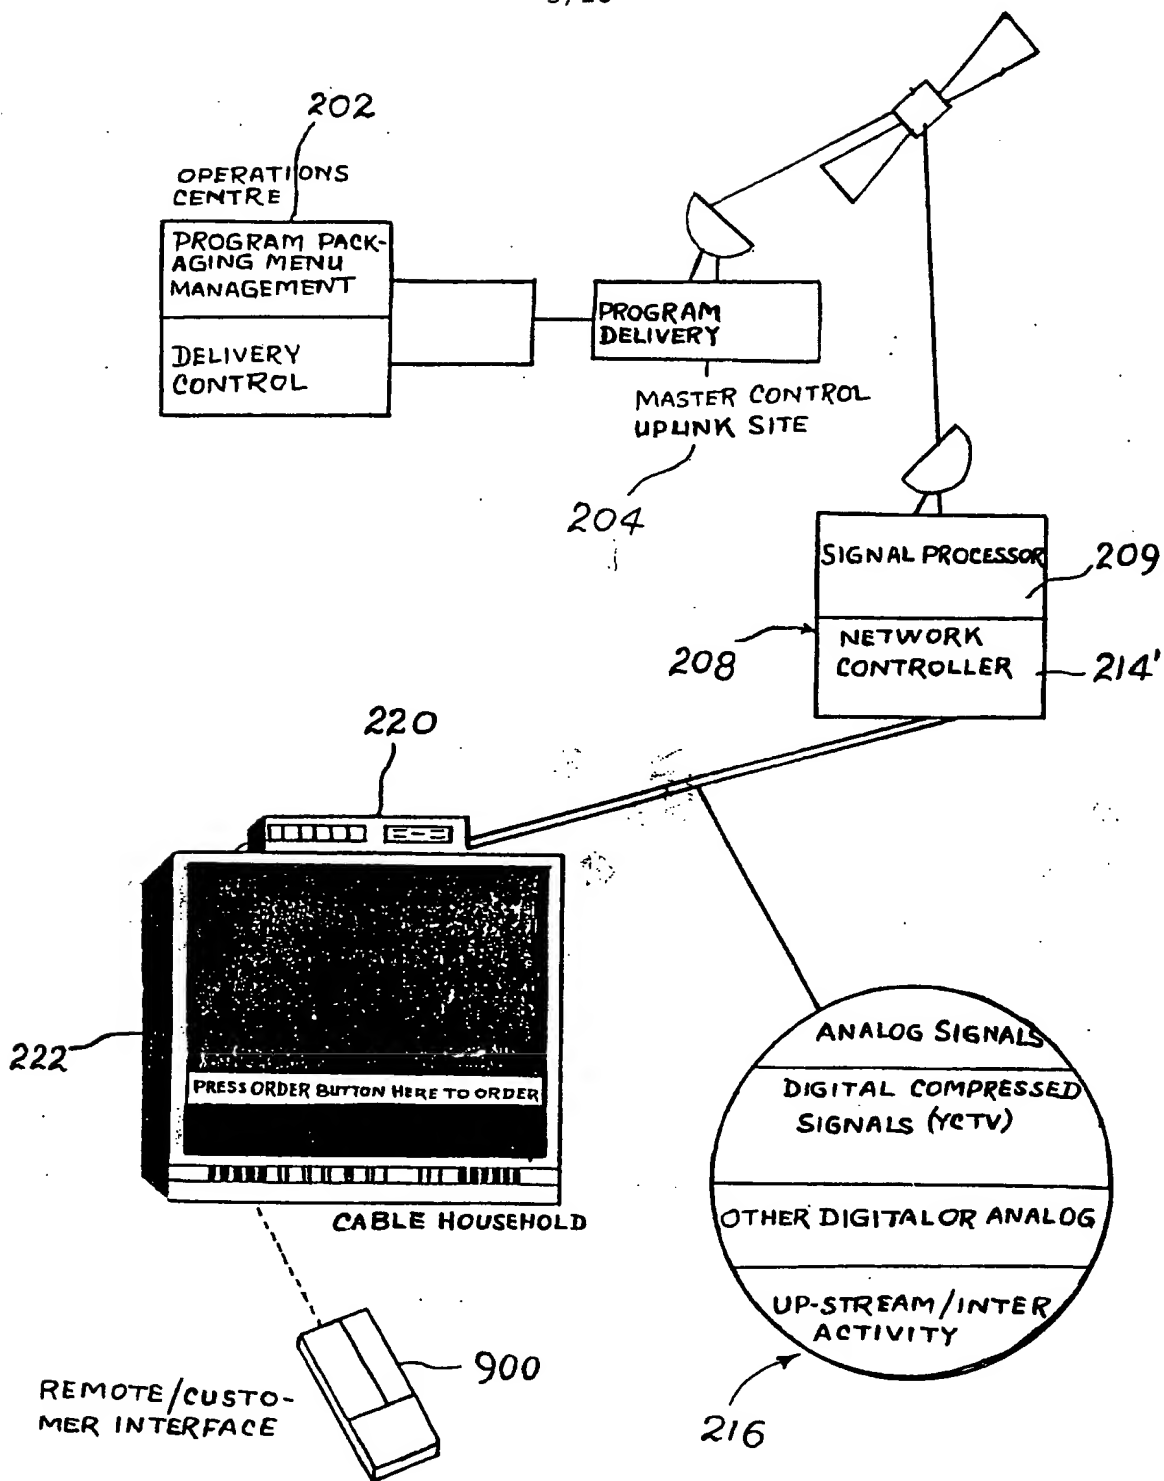 202
OPERATIONS
CENTRE
PROGRAM PACK-
AGING MENU
MANAGEMENT
DELIVERY
CONTROL
PROGRAM
DELIVERY
MASTER CONTROL
UPLINK SITE
204
SIGNAL PROCESSOR
209
208
NETWORK
CONTROLLER
214'
220
222
PRESS ORDER BUTTON HERE TO ORDER
CABLE HOUSEHOLD
ANALOG SIGNALS
DIGITAL COMPRESSED
SIGNALS (YCTV)
OTHER DIGITAL OR ANALOG
UP-STREAM/INTER
ACTIVITY
216
900
REMOTE/CUSTO-
MER INTERFACE